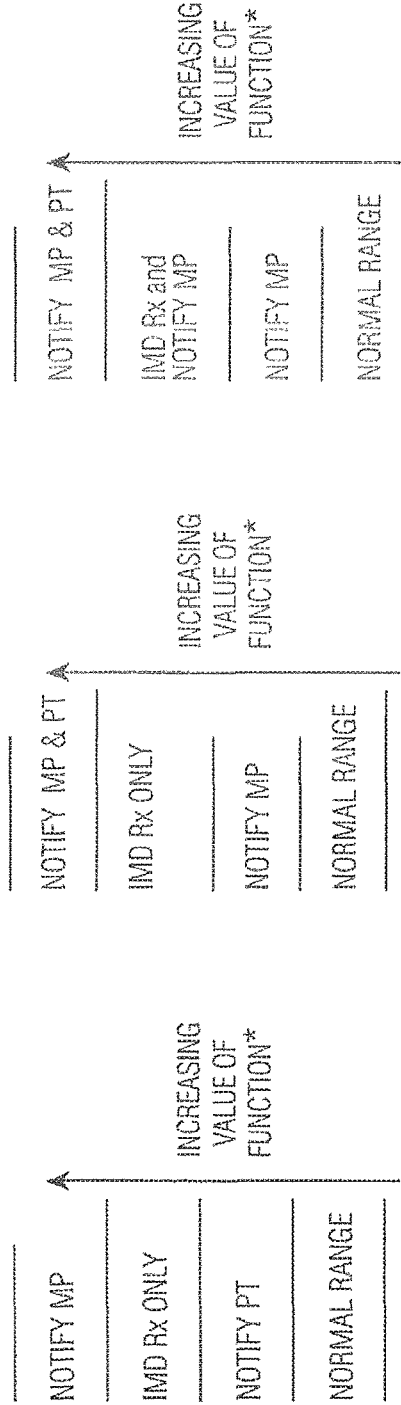 NOTIFY MP
IMD Rx ONLY
NOTIFY PT
NORMAL RANGE
INCREASING
VALUE OF
FUNCTION*
NOTIFY MP & PT
IMD Rx ONLY
NOTIFY MP
NORMAL RANGE
INCREASING
VALUE OF
FUNCTION*
NOTIFY MP & PT
IMD Rx and
NOTIFY MP
NOTIFY MP
NORMAL RANGE
INCREASING
VALUE OF
FUNCTION*